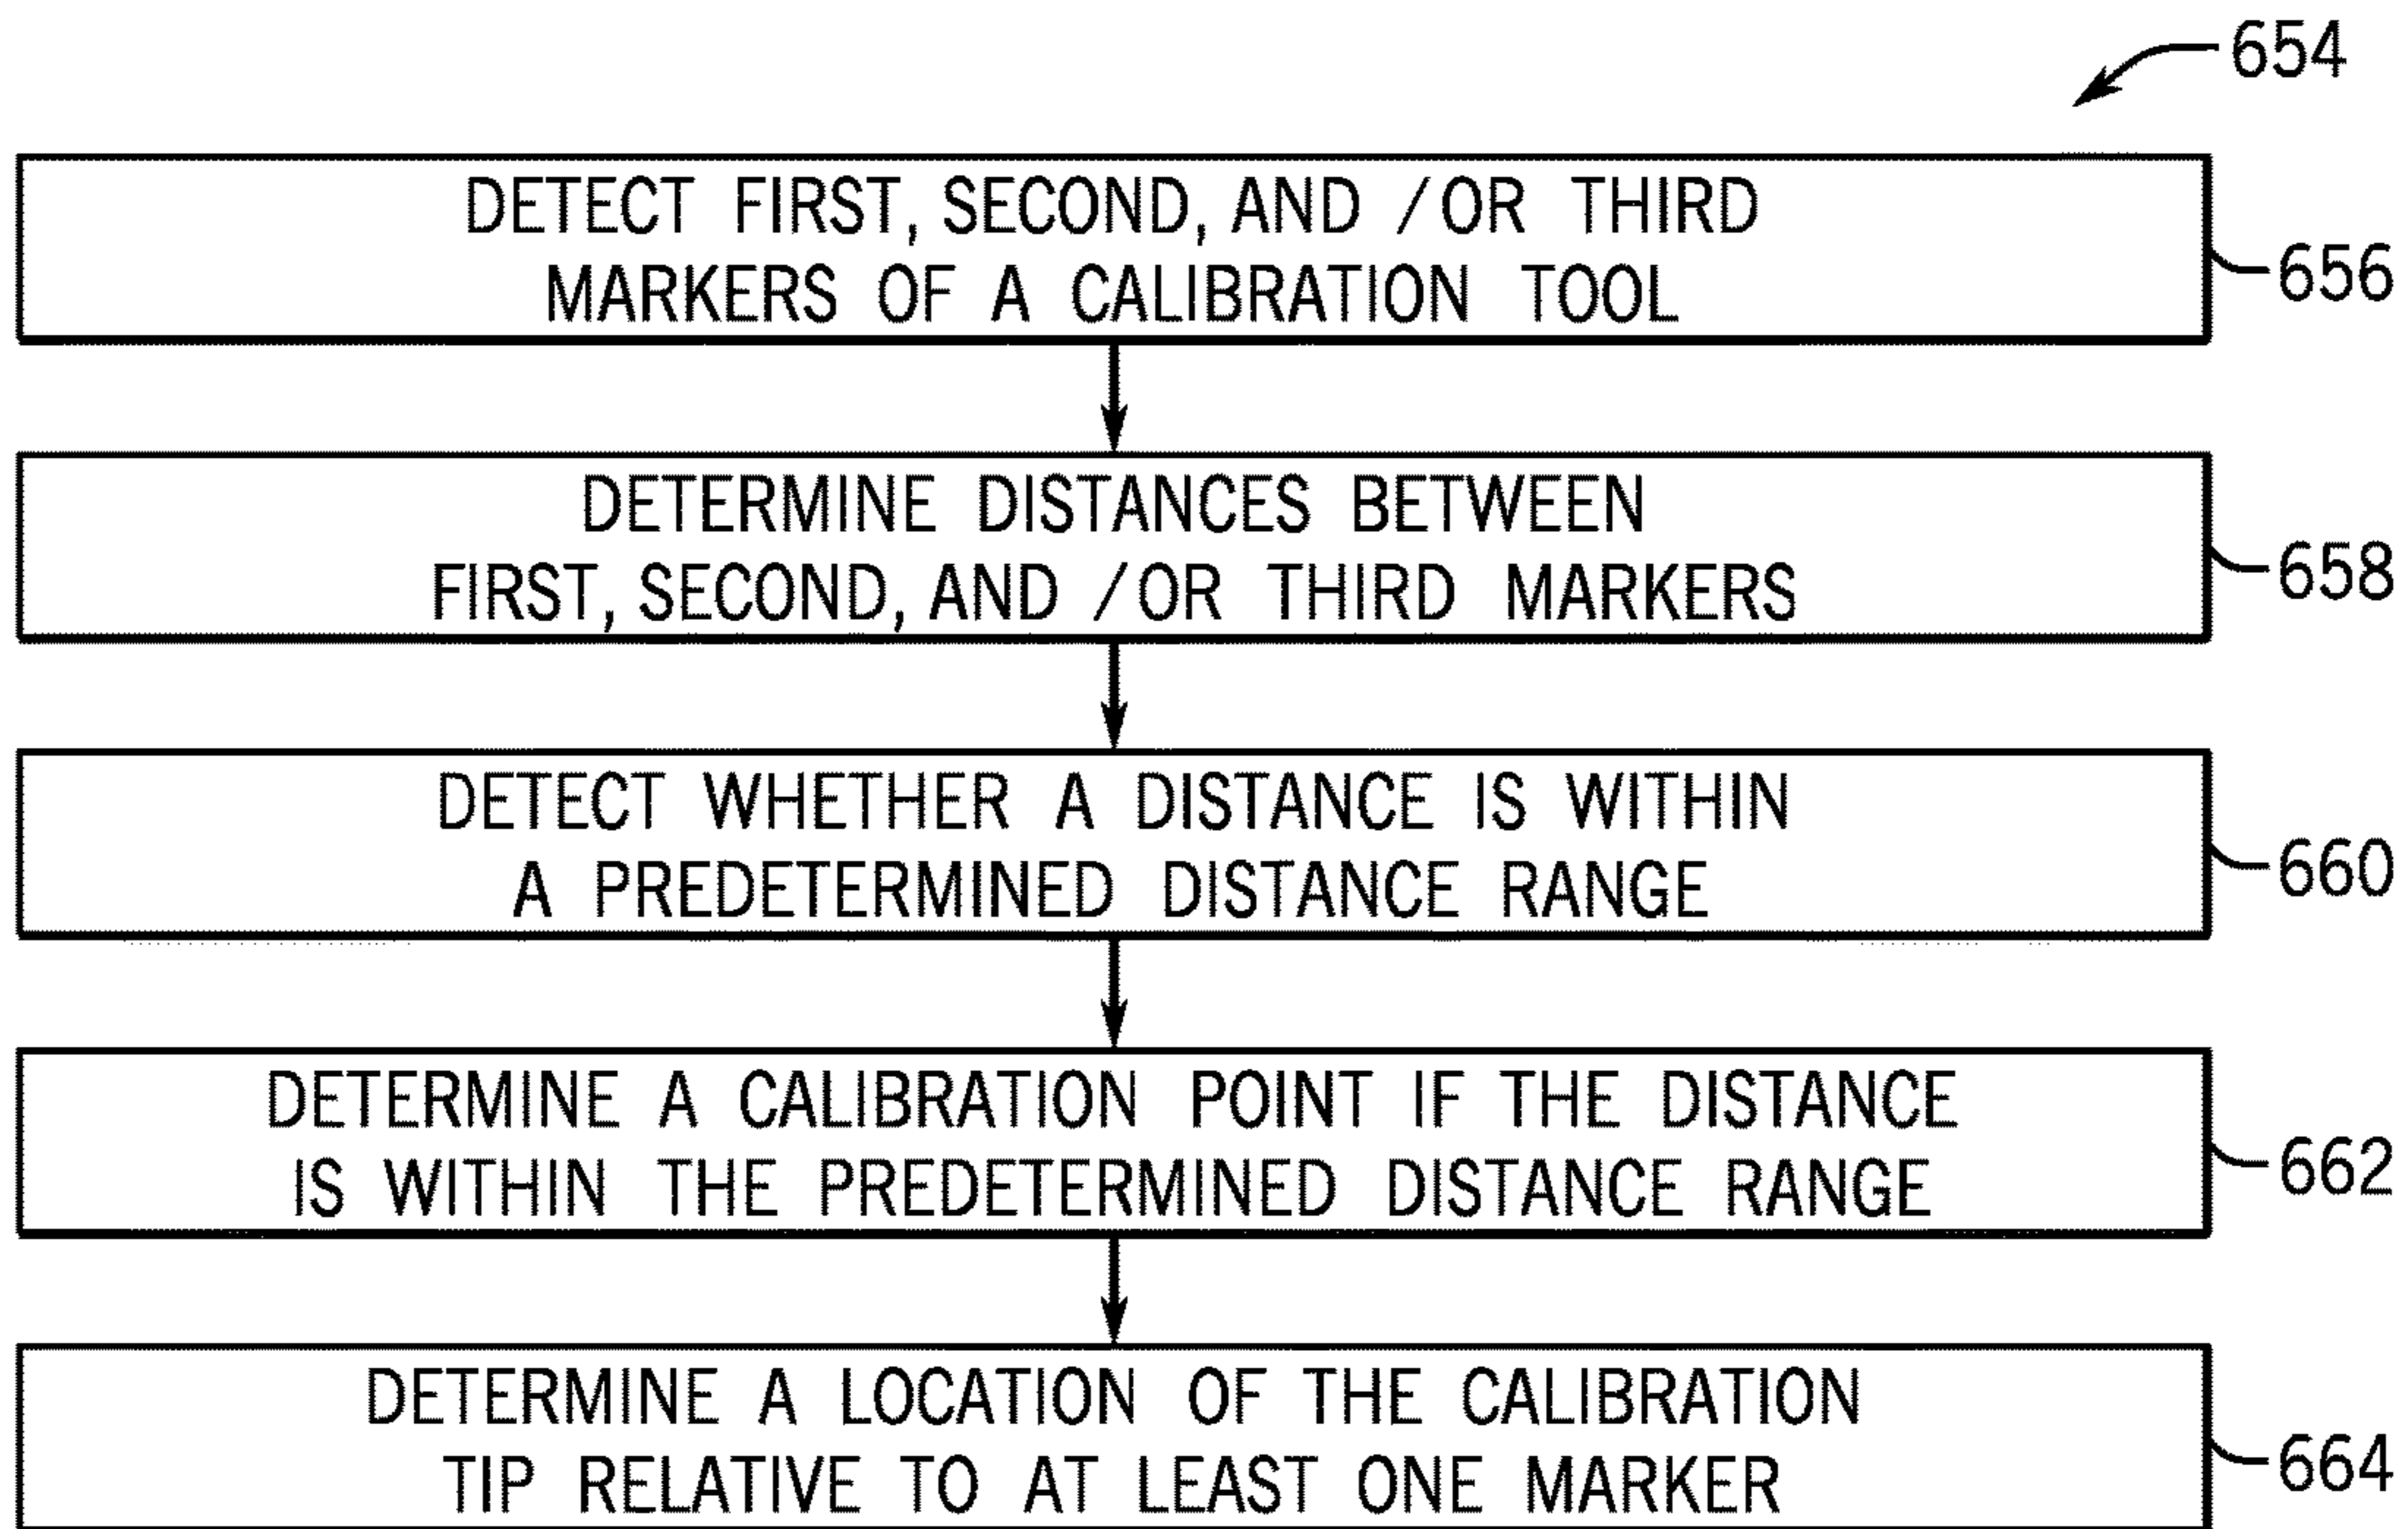 654
DETECT FIRST, SECOND, AND /OR THIRD
MARKERS OF A CALIBRATION TOOL
656
DETERMINE DISTANCES BETWEEN
FIRST, SECOND, AND /OR THIRD MARKERS
658
DETECT WHETHER A DISTANCE IS WITHIN
A PREDETERMINED DISTANCE RANGE
660
DETERMINE A CALIBRATION POINT IF THE DISTANCE
IS WITHIN THE PREDETERMINED DISTANCE RANGE
662
DETERMINE A LOCATION OF THE CALIBRATION
TIP RELATIVE TO AT LEAST ONE MARKER
664